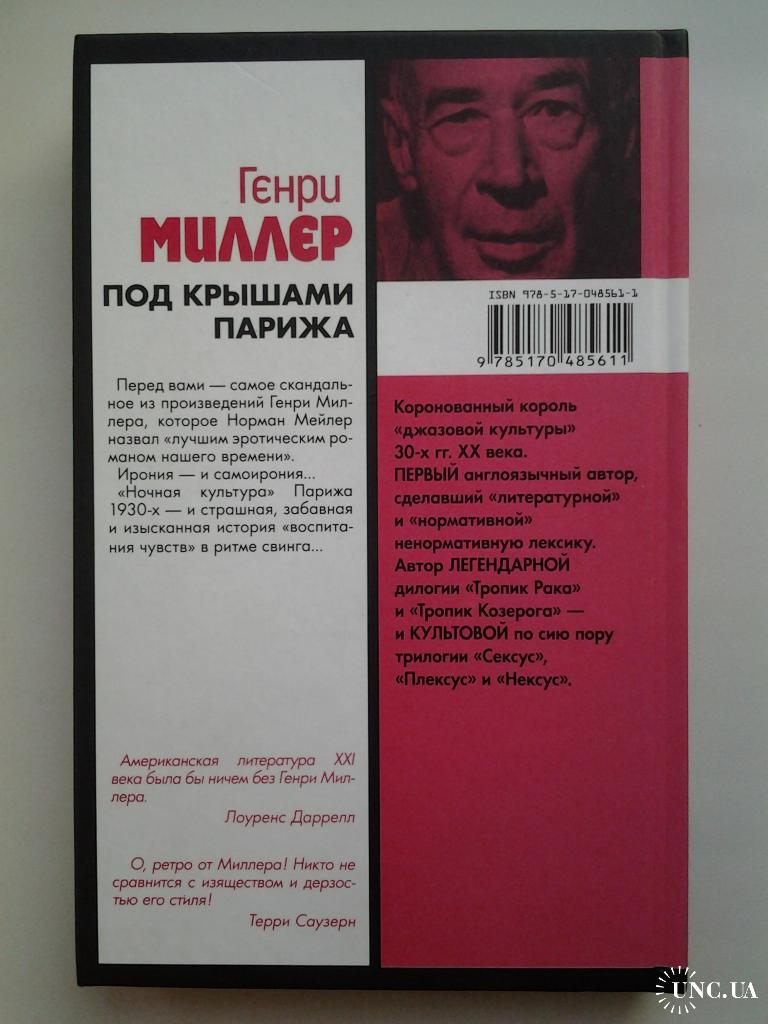 Генри
МИЛЛЕР
ПОД КРЫШАМИ
ПАРИЖА
Перед вами — самое скандаль-
ное из произведений Генри Мил-
лера, которое Норман Мейлер
назвал «лучшим эротическим ро-
маном нашего времени».
Ирония — и самоирония...
«Ночная культура» Парижа
1930-х — и страшная, забавная
и изысканная история «воспита-
ния чувств» в ритме свинга...
Американская литература XXI
века была бы ничем без Генри Мил-
лера.
Лоуренс Даррелл
О, ретро от Миллера! Никто не
сравнится с изяществом и дерзос-
тью его стиля!
Терри Саузерн
ISBN 978-5-17-048561-1
9 785170 485611
Коронованный король
«джазовой культуры»
30-х гг. XX века.
ПЕРВЫЙ англоязычный автор,
сделавший «литературной»
и «нормативной»
ненормативную лексику.
Автор ЛЕГЕНДАРНОЙ
дилогии «Тропик Рака»
и «Тропик Козерога» —
и КУЛЬТОВОЙ по сию пору
трилогии «Сексус»,
«Плексус» и «Нексус».
UNC.UA